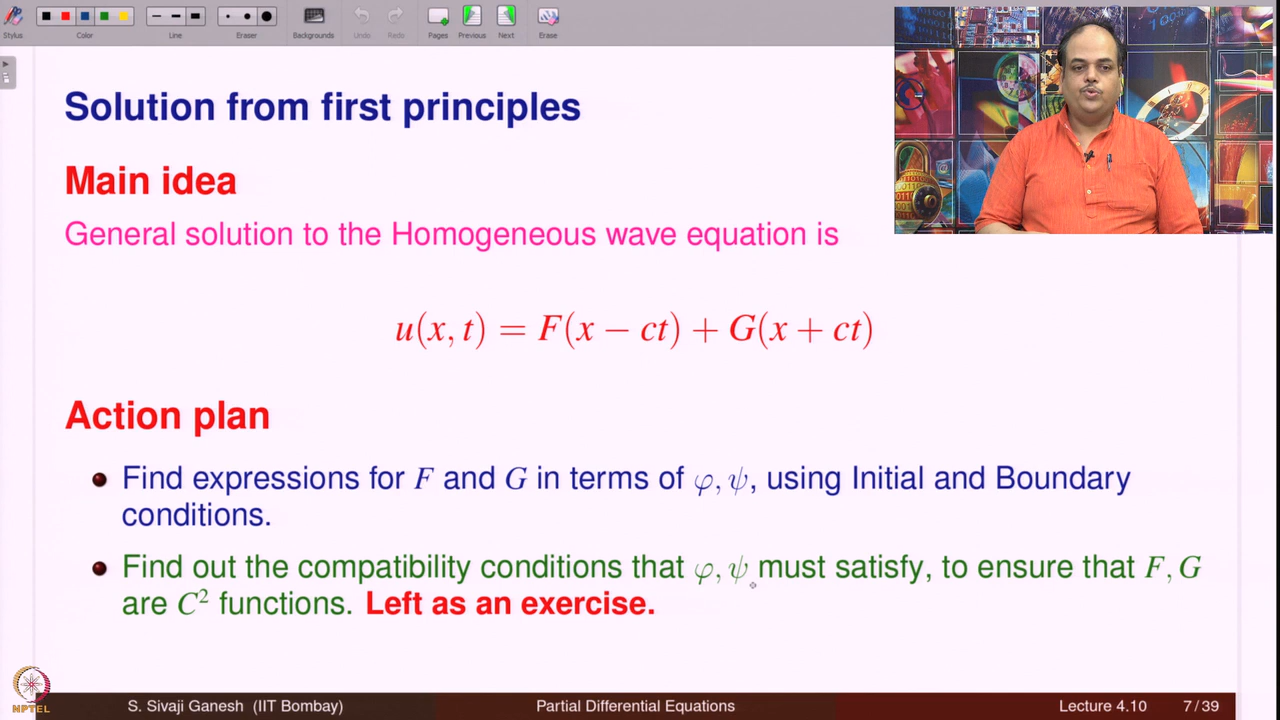 Stylus
Color
Line
Eraser
Backgrounds
Undo
Redo
Pages
Previous
Next
Erase
Solution from first principles
Main idea
General solution to the Homogeneous wave equation is
u(x, t) = F(x − ct) + G(x + ct)
Action plan
Find expressions for F and G in terms of φ, ψ, using Initial and Boundary
conditions.
Find out the compatibility conditions that φ, ψ must satisfy, to ensure that F, G
are C² functions. Left as an exercise.
NPTEL
S. Sivaji Ganesh (IIT Bombay)
Partial Differential Equations
Lecture 4.10
7 / 39